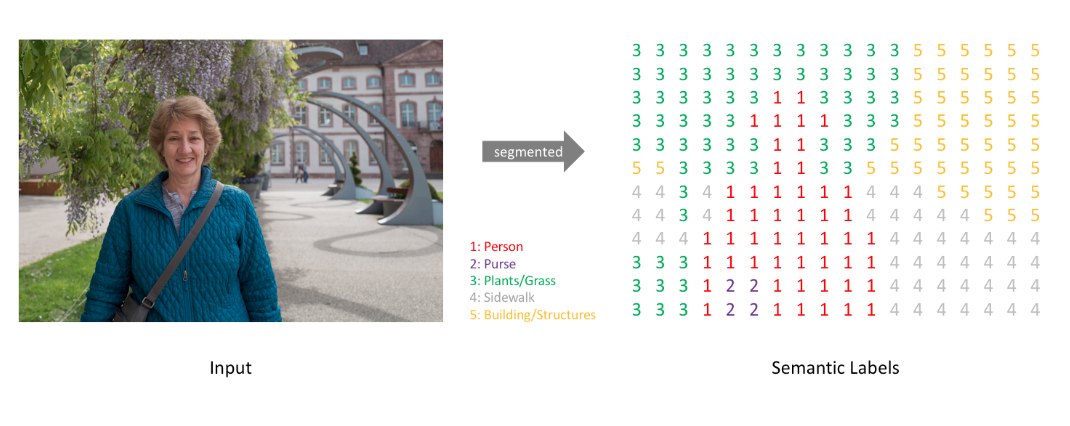 3 3 3 3 3 3 3 3 3 3 3 3 5 5 5 5 5 5
3 3 3 3 3 3 3 3 3 3 3 3 5 5 5 5 5 5
3 3 3 3 3 3 1 1 3 3 3 3 5 5 5 5 5 5
3 3 3 3 3 1 1 1 1 3 3 3 5 5 5 5 5 5
3 3 3 3 3 3 1 1 3 3 3 5 5 5 5 5 5 5
5 5 3 3 3 3 1 1 3 3 5 5 5 5 5 5 5 5
4 4 3 4 1 1 1 1 1 1 4 4 4 5 5 5 5 5
4 4 3 4 1 1 1 1 1 1 4 4 4 4 4 5 5 5
4 4 4 1 1 1 1 1 1 1 1 4 4 4 4 4 4 4
3 3 3 1 1 1 1 1 1 1 1 4 4 4 4 4 4 4
3 3 3 1 2 2 1 1 1 1 1 4 4 4 4 4 4 4
3 3 3 1 2 2 1 1 1 1 1 4 4 4 4 4 4 4
segmented
1: Person
2: Purse
3: Plants/Grass
4: Sidewalk
5: Building/Structures
Input
Semantic Labels